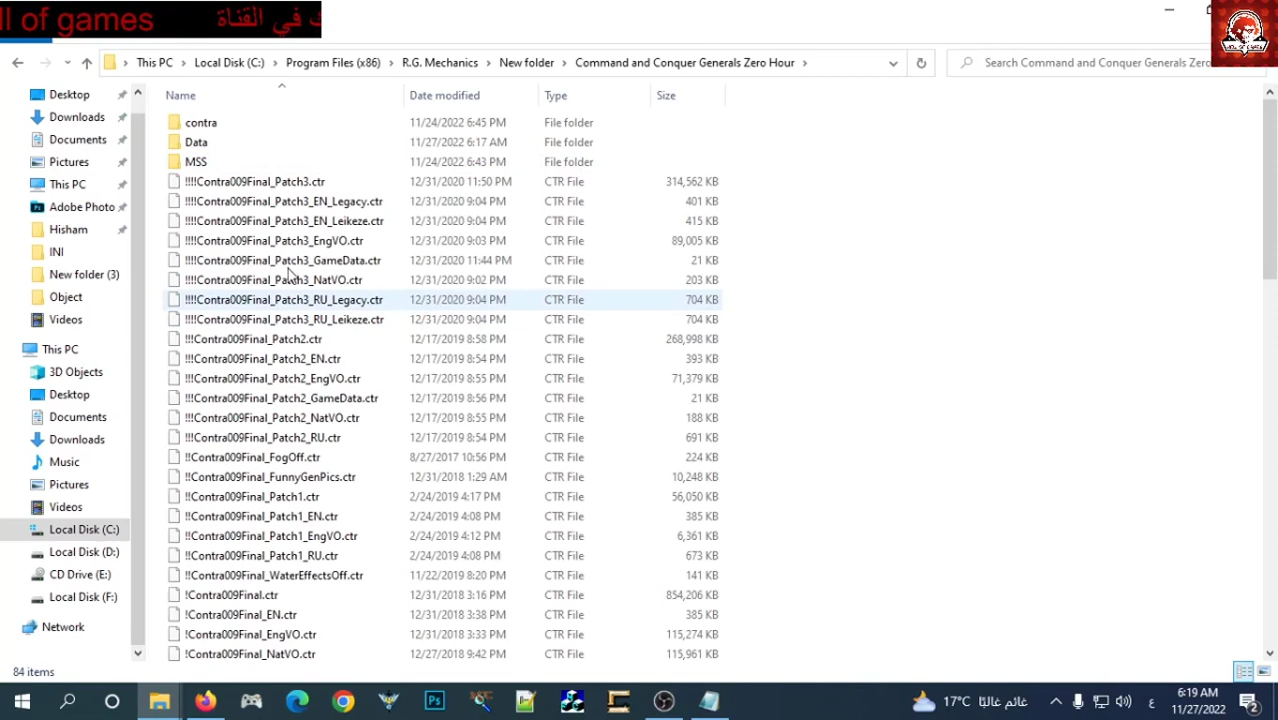 ll of games ك في القناة
This PC > Local Disk (C:) > Program Files (x86) > R.G. Mechanics > New folder > Command and Conquer Generals Zero Hour >
Search Command and Conquer Generals Zero
Name Date modified Type Size
contra 11/24/2022 6:45 PM File folder
Data 11/27/2022 6:17 AM File folder
MSS 11/24/2022 6:43 PM File folder
!!!!Contra009Final_Patch3.ctr 12/31/2020 11:50 PM CTR File 314,562 KB
!!!!Contra009Final_Patch3_EN_Legacy.ctr 12/31/2020 9:04 PM CTR File 401 KB
!!!!Contra009Final_Patch3_EN_Leikeze.ctr 12/31/2020 9:04 PM CTR File 415 KB
!!!!Contra009Final_Patch3_EngVO.ctr 12/31/2020 9:03 PM CTR File 89,005 KB
!!!!Contra009Final_Patch3_GameData.ctr 12/31/2020 11:44 PM CTR File 21 KB
!!!!Contra009Final_Patch3_NatVO.ctr 12/31/2020 9:02 PM CTR File 203 KB
!!!!Contra009Final_Patch3_RU_Legacy.ctr 12/31/2020 9:04 PM CTR File 704 KB
!!!!Contra009Final_Patch3_RU_Leikeze.ctr 12/31/2020 9:04 PM CTR File 704 KB
!!!Contra009Final_Patch2.ctr 12/17/2019 8:58 PM CTR File 268,998 KB
!!!Contra009Final_Patch2_EN.ctr 12/17/2019 8:54 PM CTR File 393 KB
!!!Contra009Final_Patch2_EngVO.ctr 12/17/2019 8:55 PM CTR File 71,379 KB
!!!Contra009Final_Patch2_GameData.ctr 12/17/2019 8:56 PM CTR File 21 KB
!!!Contra009Final_Patch2_NatVO.ctr 12/17/2019 8:55 PM CTR File 188 KB
!!!Contra009Final_Patch2_RU.ctr 12/17/2019 8:54 PM CTR File 691 KB
!!Contra009Final_FogOff.ctr 8/27/2017 10:56 PM CTR File 224 KB
!!Contra009Final_FunnyGenPics.ctr 12/31/2018 1:29 AM CTR File 10,248 KB
!!Contra009Final_Patch1.ctr 2/24/2019 4:17 PM CTR File 56,050 KB
!!Contra009Final_Patch1_EN.ctr 2/24/2019 4:08 PM CTR File 385 KB
!!Contra009Final_Patch1_EngVO.ctr 2/24/2019 4:12 PM CTR File 6,361 KB
!!Contra009Final_Patch1_RU.ctr 2/24/2019 4:08 PM CTR File 673 KB
!!Contra009Final_WaterEffectsOff.ctr 11/22/2019 8:20 PM CTR File 141 KB
!Contra009Final.ctr 12/31/2018 3:16 PM CTR File 854,206 KB
!Contra009Final_EN.ctr 12/31/2018 3:38 PM CTR File 385 KB
!Contra009Final_EngVO.ctr 12/31/2018 3:33 PM CTR File 115,274 KB
!Contra009Final_NatVO.ctr 12/27/2018 9:42 PM CTR File 115,961 KB
Desktop
Downloads
Documents
Pictures
This PC
Adobe Photo
Hisham
INI
New folder (3)
Object
Videos
This PC
3D Objects
Desktop
Documents
Downloads
Music
Pictures
Videos
Local Disk (C:)
Local Disk (D:)
CD Drive (E:)
Local Disk (F:)
Network
84 items
Ps
17°C غائم غالبًا ع 6:19 AM
11/27/2022 2